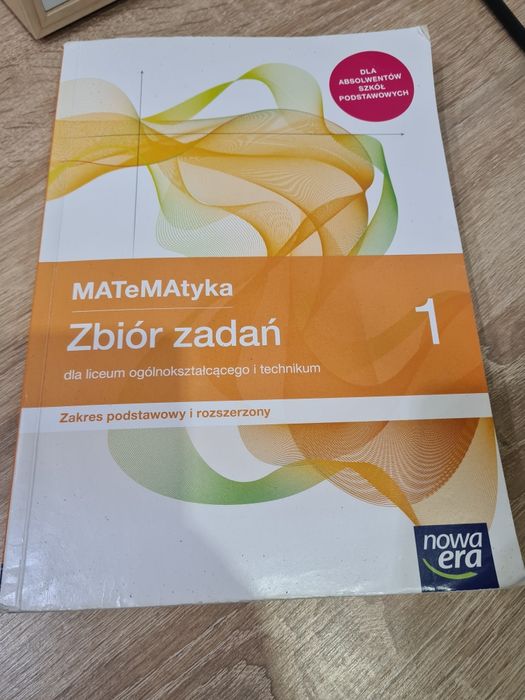 DLA
ABSOLWENTÓW
SZKÓŁ
PODSTAWOWYCH
MATeMAtyka
Zbiór zadań
1
dla liceum ogólnokształcącego i technikum
Zakres podstawowy i rozszerzony
nowa
era